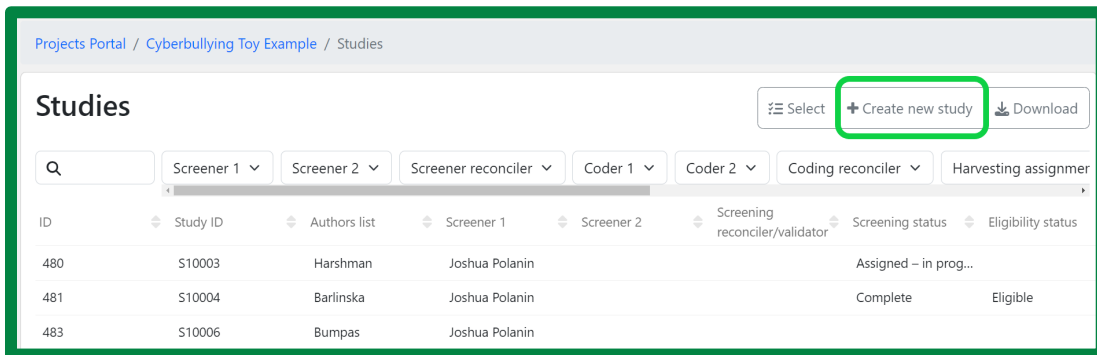 Projects Portal / Cyberbullying Toy Example / Studies
Studies
Select
Create new study
Download
Screener 1
Screener 2
Screener reconciler
Coder 1
Coder 2
Coding reconciler
Harvesting assignmer
ID Study ID Authors list Screener 1 Screener 2 Screening reconciler/validator Screening status Eligibility status
480 S10003 Harshman Joshua Polanin Assigned – in prog...
481 S10004 Barlinska Joshua Polanin Complete Eligible
483 S10006 Bumpas Joshua Polanin